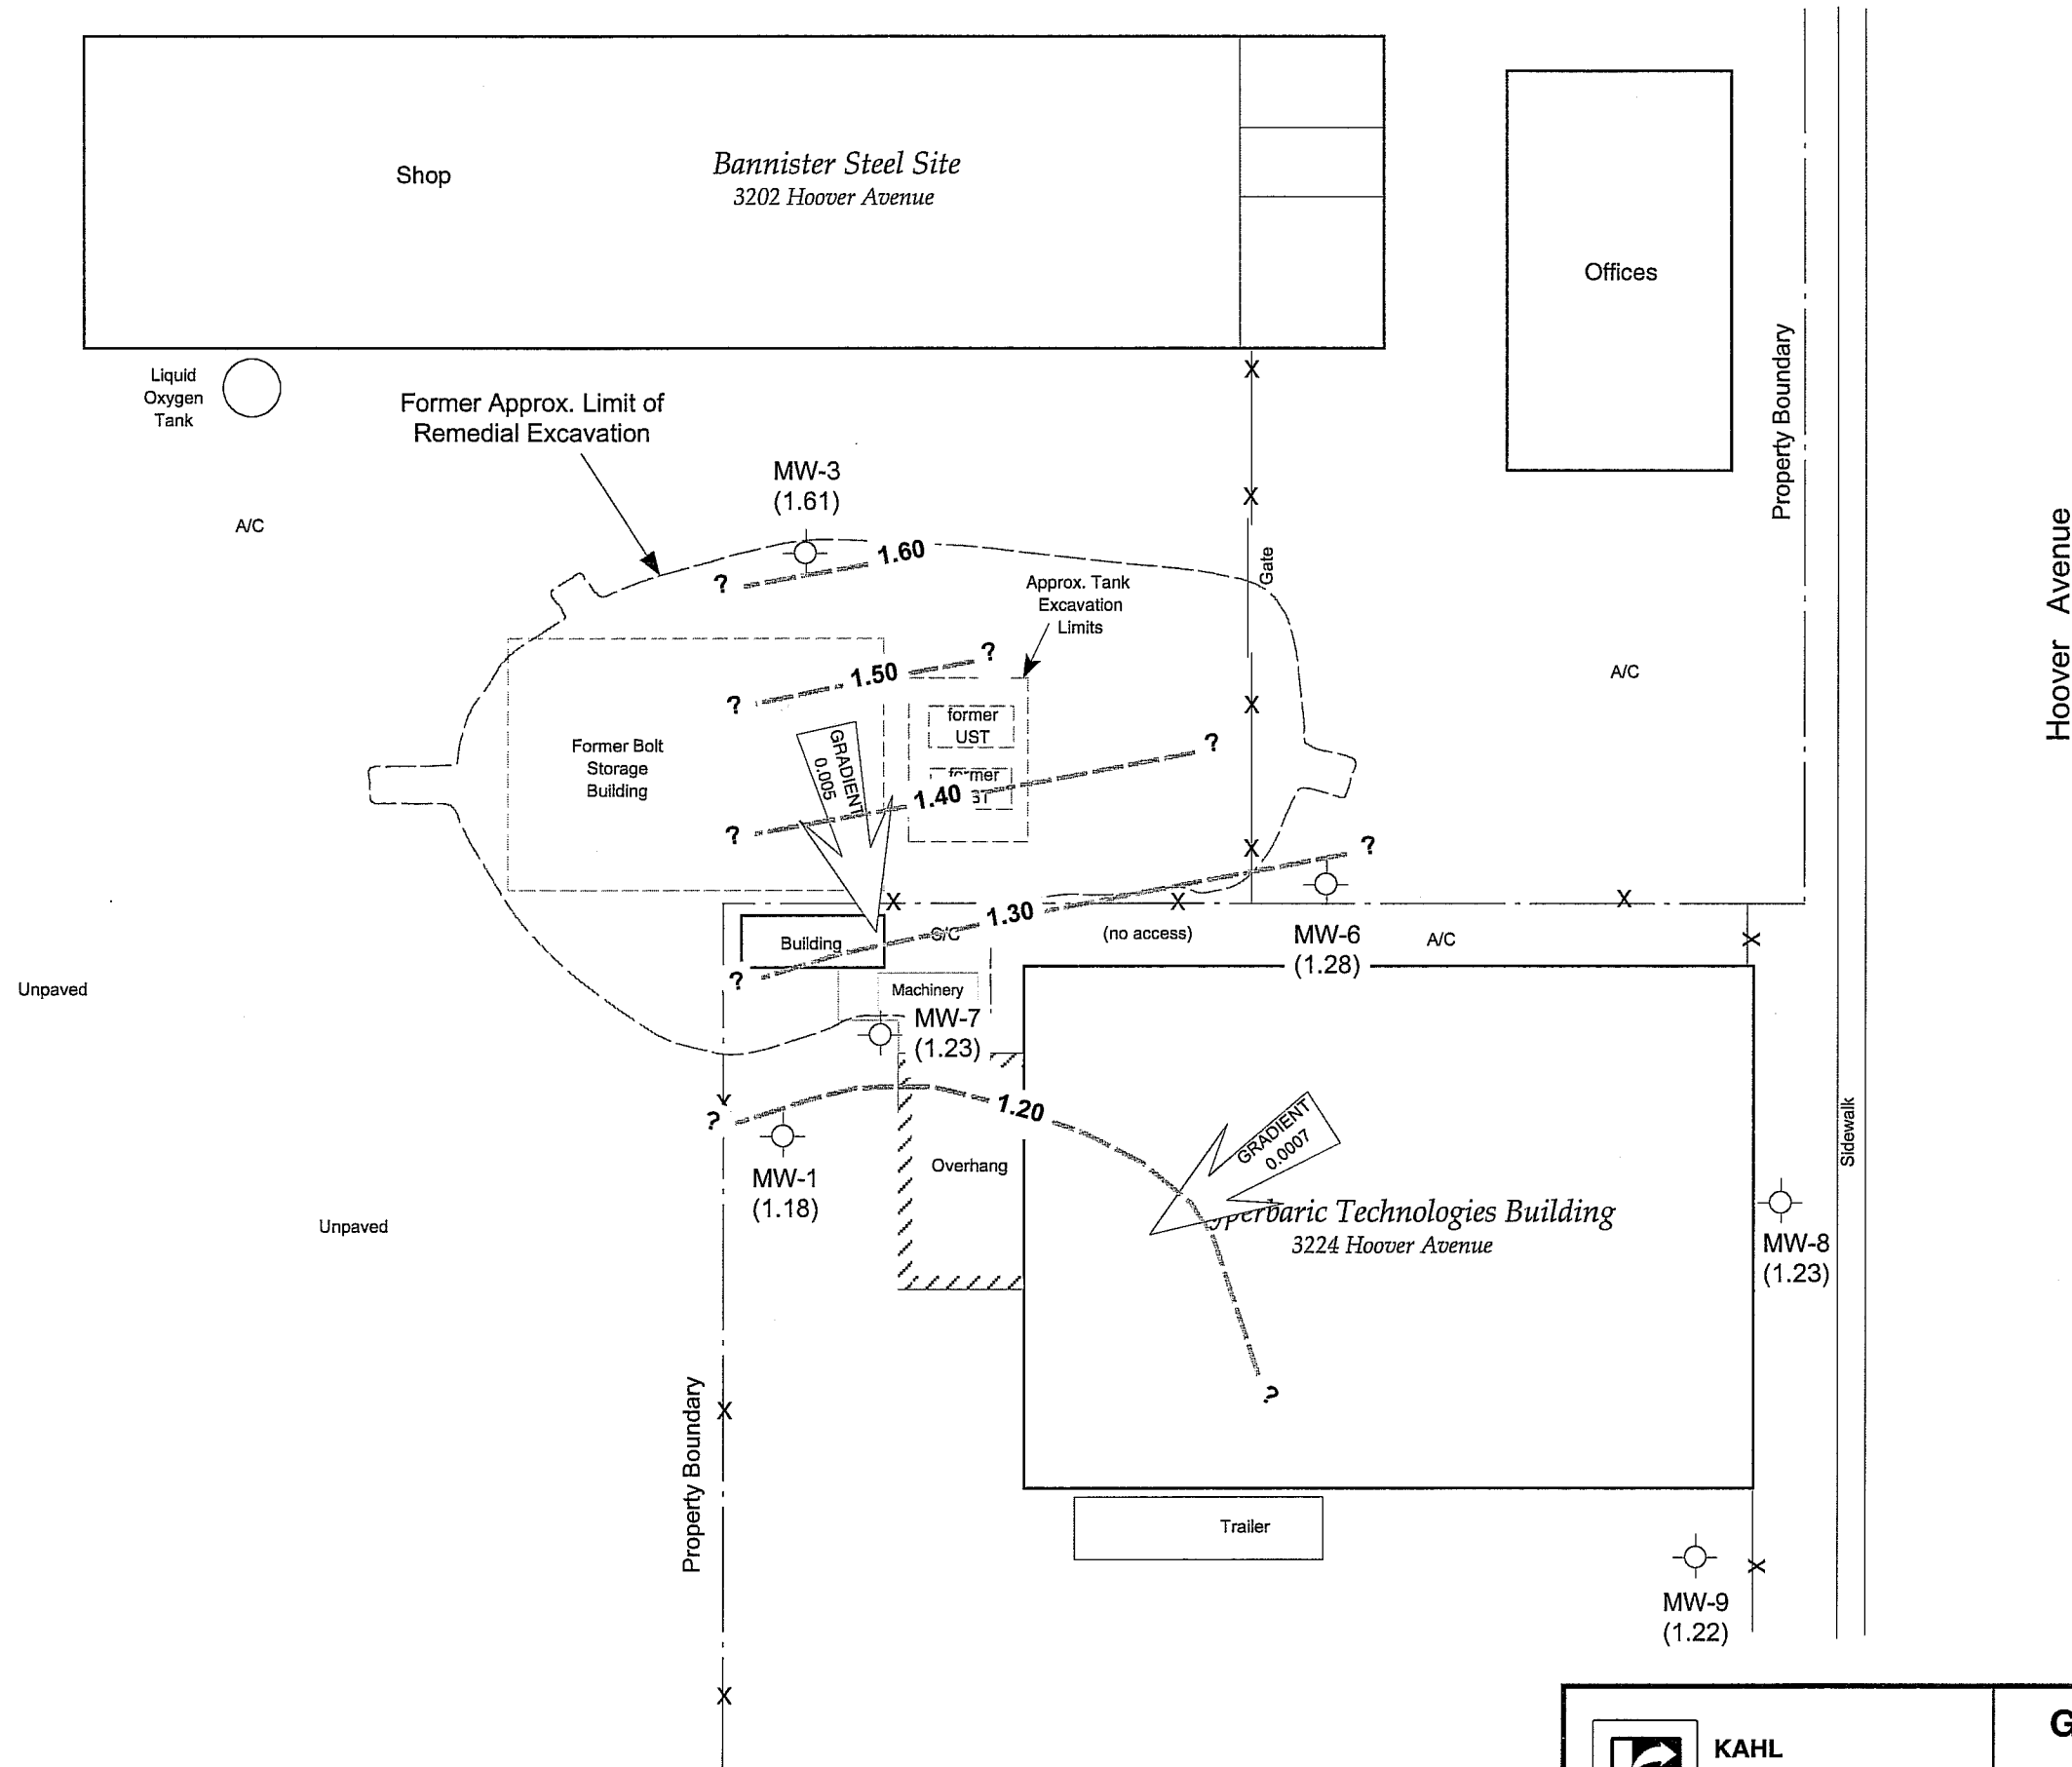 Shop
Bannister Steel Site
3202 Hoover Avenue
Offices
Property Boundary
Hoover Avenue
Liquid
Oxygen
Tank
X
Former Approx. Limit of
Remedial Excavation
MW-3
(1.61)
X
A/C
1.60
?
Gate
Approx. Tank
Excavation
Limits
?
1.50
?
A/C
X
former
UST
?
Former Bolt
Storage
Building
GRADIENT
0.005
1.40
?
X
?
X
X
X
1.30
Building
(no access)
MW-6
(1.28)
A/C
X
?
Unpaved
Machinery
MW-7
(1.23)
?
1.20
GRADIENT
0.0007
Sidewalk
MW-1
(1.18)
Overhang
Technologies Building
3224 Hoover Avenue
Unpaved
MW-8
(1.23)
?
X
Property Boundary
Trailer
X
MW-9
(1.22)
X
KAHL
G